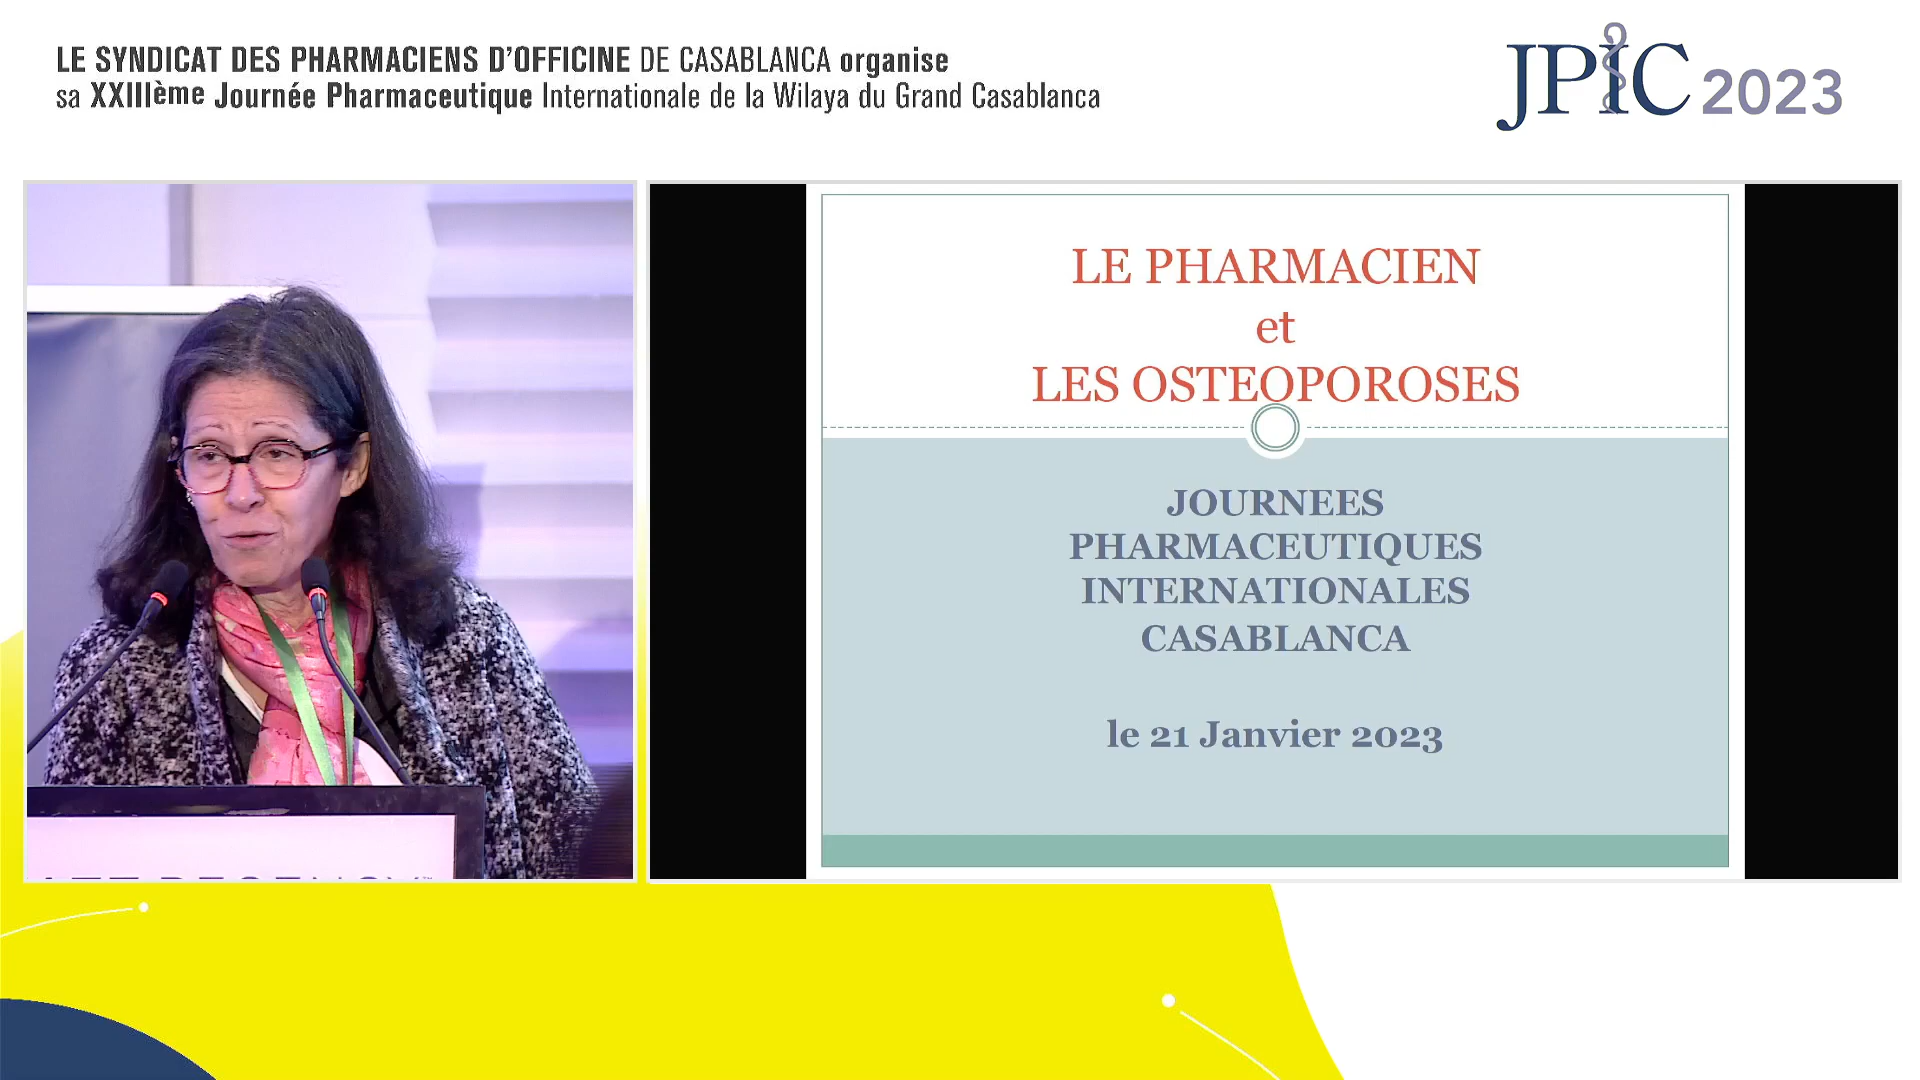 LE SYNDICAT DES PHARMACIENS D'OFFICINE DE CASABLANCA organise
sa XXIIIème Journée Pharmaceutique Internationale de la Wilaya du Grand Casablanca
JPIC 2023
LE PHARMACIEN
et
LES OSTEOPOROSES
JOURNEES
PHARMACEUTIQUES
INTERNATIONALES
CASABLANCA
le 21 Janvier 2023